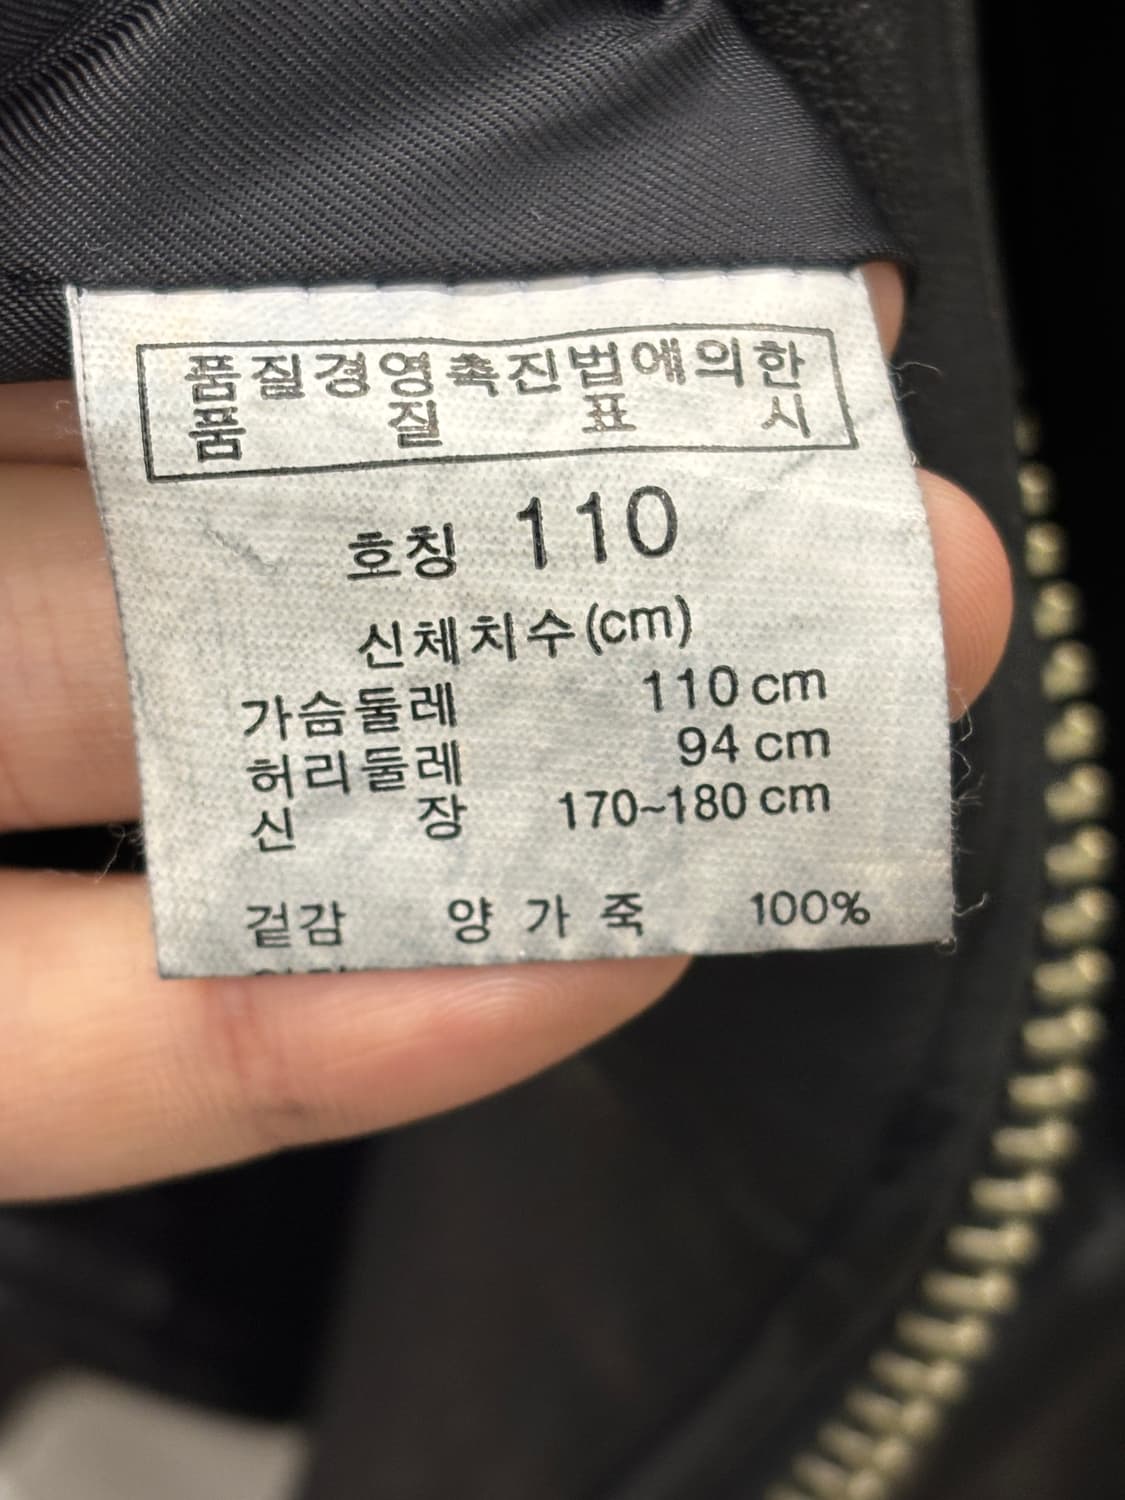 품질경영촉진법에의한
품 질 표 시
호칭 110
신체치수(cm)
가슴둘레 110 cm
허리둘레 94 cm
신 장 170~180 cm
겉감 양가죽 100%